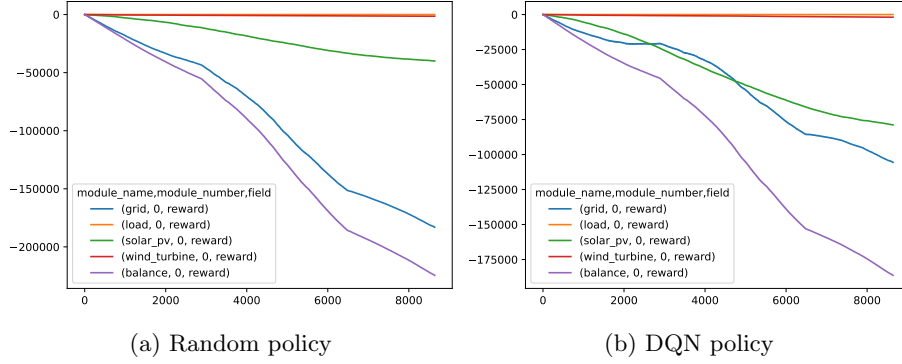 0
−50000
−100000
−150000
−200000
0 2000 4000 6000 8000
module_name,module_number,field
(grid, 0, reward)
(load, 0, reward)
(solar_pv, 0, reward)
(wind_turbine, 0, reward)
(balance, 0, reward)
(a) Random policy
0
−25000
−50000
−75000
−100000
−125000
−150000
−175000
0 2000 4000 6000 8000
module_name,module_number,field
(grid, 0, reward)
(load, 0, reward)
(solar_pv, 0, reward)
(wind_turbine, 0, reward)
(balance, 0, reward)
(b) DQN policy